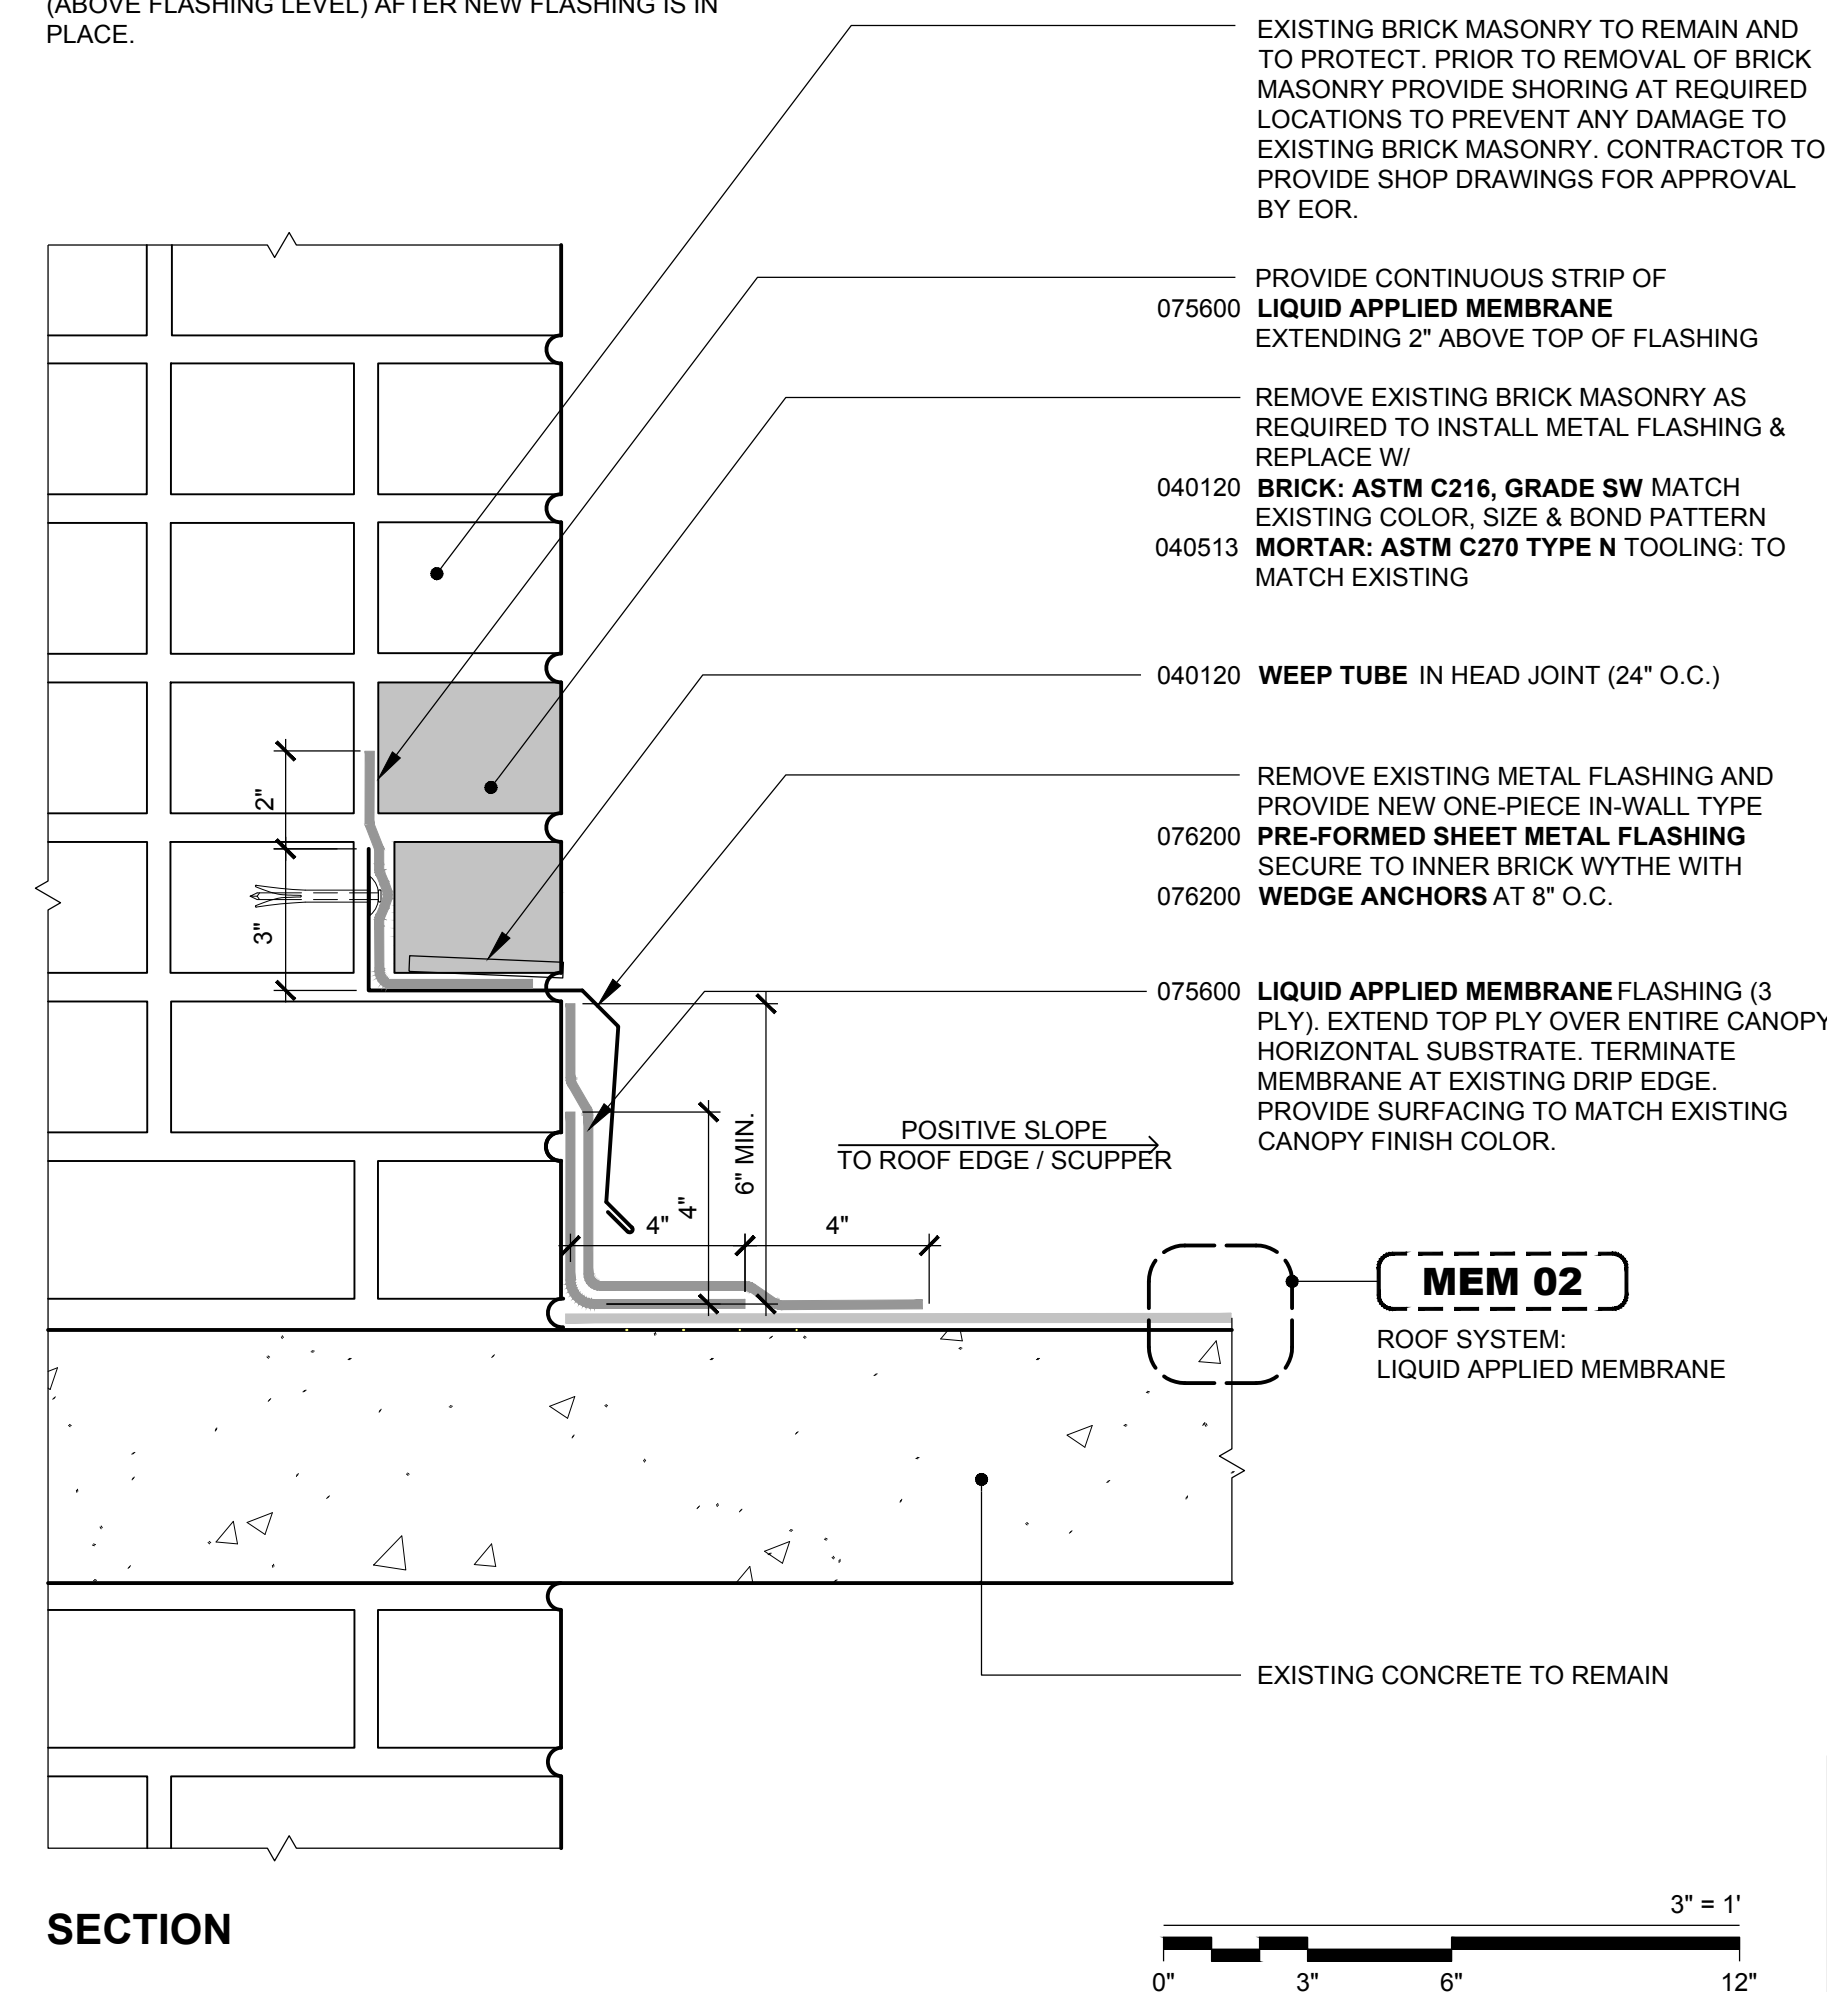 (ABOVE FLASHING LEVEL) AFTER NEW FLASHING IS IN
PLACE.
EXISTING BRICK MASONRY TO REMAIN AND
TO PROTECT. PRIOR TO REMOVAL OF BRICK
MASONRY PROVIDE SHORING AT REQUIRED
LOCATIONS TO PREVENT ANY DAMAGE TO
EXISTING BRICK MASONRY. CONTRACTOR TO
PROVIDE SHOP DRAWINGS FOR APPROVAL
BY EOR.
PROVIDE CONTINUOUS STRIP OF
075600 LIQUID APPLIED MEMBRANE
EXTENDING 2" ABOVE TOP OF FLASHING
REMOVE EXISTING BRICK MASONRY AS
REQUIRED TO INSTALL METAL FLASHING &
REPLACE W/
040120 BRICK: ASTM C216, GRADE SW MATCH
EXISTING COLOR, SIZE & BOND PATTERN
040513 MORTAR: ASTM C270 TYPE N TOOLING: TO
MATCH EXISTING
040120 WEEP TUBE IN HEAD JOINT (24" O.C.)
REMOVE EXISTING METAL FLASHING AND
PROVIDE NEW ONE-PIECE IN-WALL TYPE
076200 PRE-FORMED SHEET METAL FLASHING
SECURE TO INNER BRICK WYTHE WITH
076200 WEDGE ANCHORS AT 8" O.C.
075600 LIQUID APPLIED MEMBRANE FLASHING (3
PLY). EXTEND TOP PLY OVER ENTIRE CANOPY
HORIZONTAL SUBSTRATE. TERMINATE
MEMBRANE AT EXISTING DRIP EDGE.
PROVIDE SURFACING TO MATCH EXISTING
CANOPY FINISH COLOR.
2"
3"
POSITIVE SLOPE
TO ROOF EDGE / SCUPPER
6" MIN.
4"
4"
4"
MEM 02
ROOF SYSTEM:
LIQUID APPLIED MEMBRANE
EXISTING CONCRETE TO REMAIN
SECTION
3" = 1'
0" 3" 6" 12"